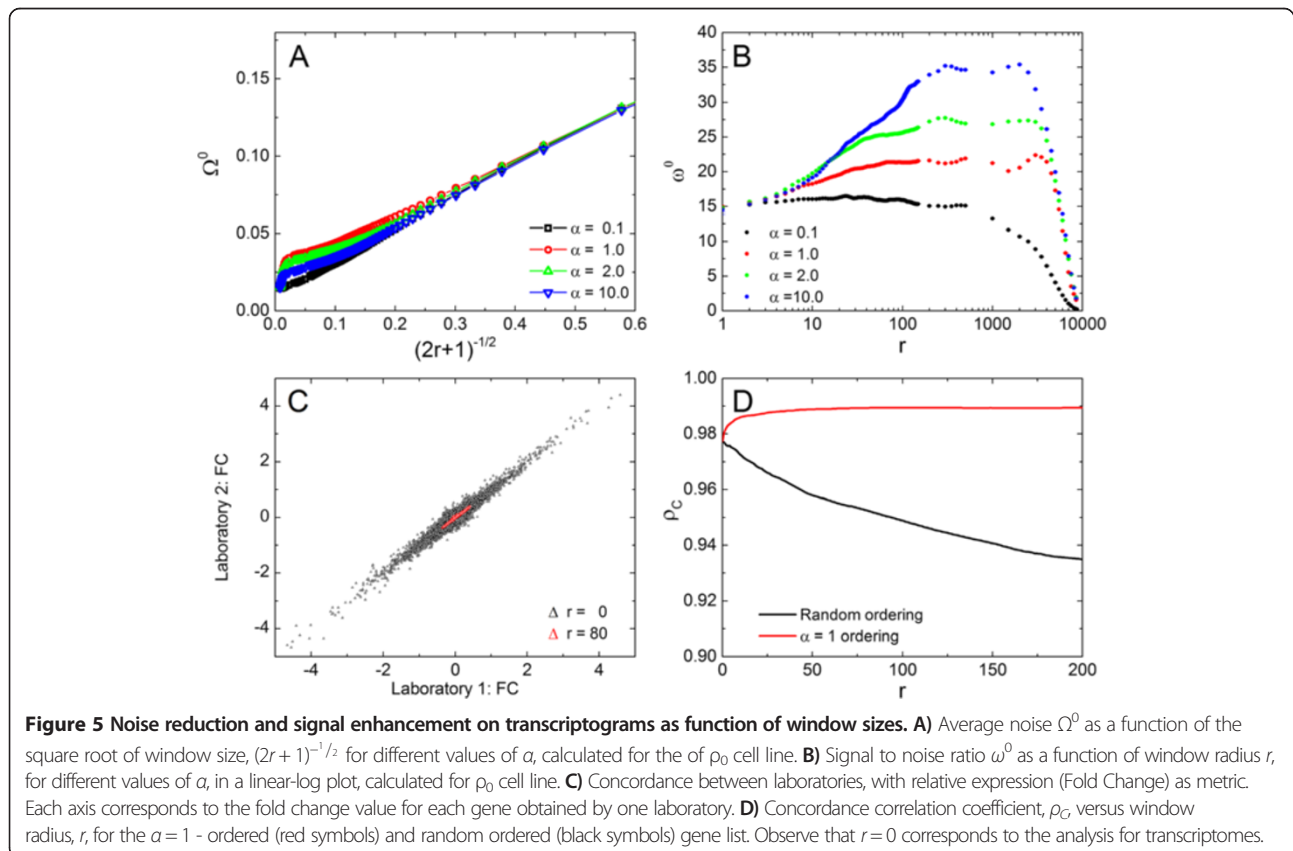 A
Ω⁰
0.15
0.10
0.05
0.00
α = 0.1
α = 1.0
α = 2.0
α = 10.0
0.0 0.1 0.2 0.3 0.4 0.5 0.6
(2r+1)^-1/2
B
ω⁰
40
35
30
25
20
15
10
5
0
α = 0.1
α = 1.0
α = 2.0
α =10.0
1 10 100 1000 10000
r
C
Laboratory 2: FC
4
2
0
-2
-4
Δ r = 0
Δ r = 80
-4 -2 0 2 4
Laboratory 1: FC
D
ρC
1.00
0.98
0.96
0.94
0.92
0.90
Random ordering
α = 1 ordering
0 50 100 150 200
r
Figure 5 Noise reduction and signal enhancement on transcriptograms as function of window sizes. A) Average noise Ω⁰ as a function of the
square root of window size, (2r + 1)^−1/2 for different values of α, calculated for the of ρ₀ cell line. B) Signal to noise ratio ω⁰ as a function of window radius r,
for different values of α, in a linear-log plot, calculated for ρ₀ cell line. C) Concordance between laboratories, with relative expression (Fold Change) as metric.
Each axis corresponds to the fold change value for each gene obtained by one laboratory. D) Concordance correlation coefficient, ρC, versus window
radius, r, for the α = 1 - ordered (red symbols) and random ordered (black symbols) gene list. Observe that r = 0 corresponds to the analysis for transcriptomes.